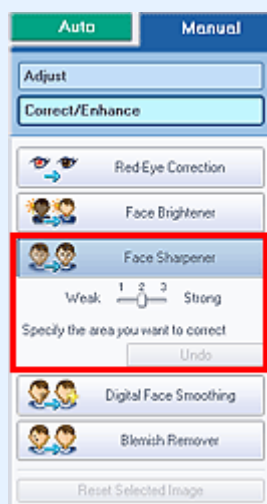 Auto Manual
Adjust
Correct/Enhance
Red-Eye Correction
Face Brightener
Face Sharpener
1 2 3
Weak Strong
Specify the area you want to correct
Undo
Digital Face Smoothing
Blemish Remover
Reset Selected Image